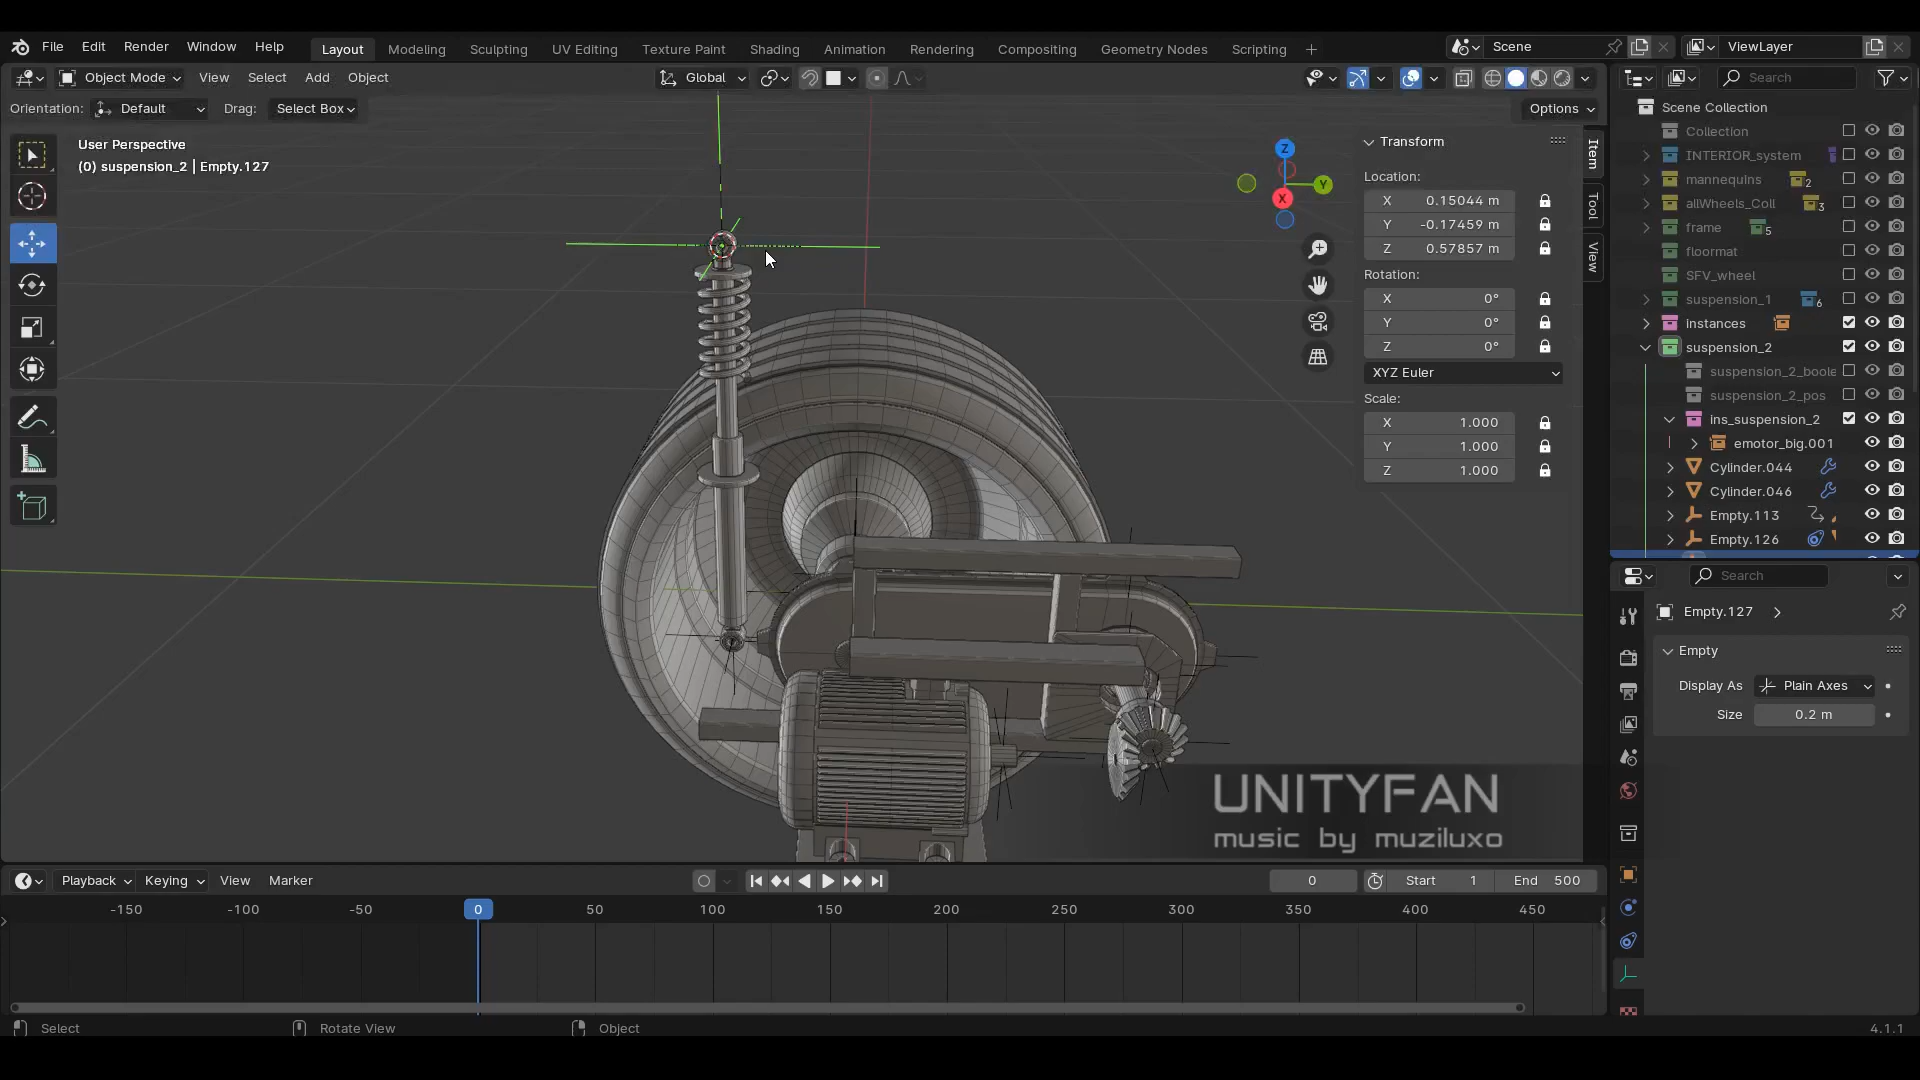 File Edit Render Window Help Layout Modeling Sculpting UV Editing Texture Paint Shading Animation Rendering Compositing Geometry Nodes Scripting + Scene ViewLayer
Object Mode View Select Add Object Global Search
Orientation: Default Drag: Select Box Options
User Perspective
(0) suspension_2 | Empty.127
Z
Y
X
Transform
Location:
X 0.15044 m
Y -0.17459 m
Z 0.57857 m
Rotation:
X 0°
Y 0°
Z 0°
XYZ Euler
Scale:
X 1.000
Y 1.000
Z 1.000
Item
Tool
View
Scene Collection
Collection
INTERIOR_system
mannequins 2
allWheels_Coll 3
frame 5
floormat
SFV_wheel
suspension_1 6
instances
suspension_2
suspension_2_boole
suspension_2_pos
ins_suspension_2
emotor_big.001
Cylinder.044
Cylinder.046
Empty.113
Empty.126
Search
Empty.127
Empty
Display As Plain Axes
Size 0.2 m
UNITYFAN
music by muziluxo
Playback Keying View Marker 0 Start 1 End 500
-150 -100 -50 0 50 100 150 200 250 300 350 400 450
Select Rotate View Object 4.1.1